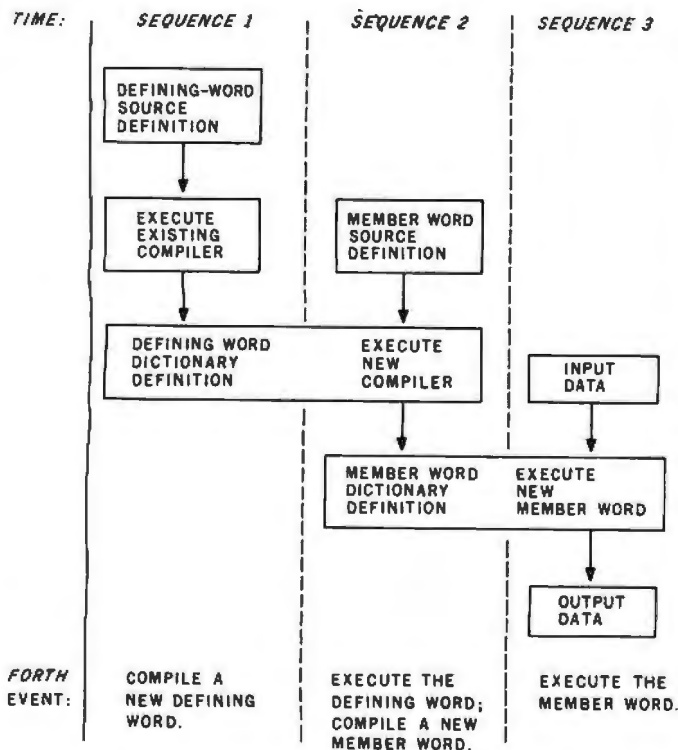 TIME: SEQUENCE 1 SEQUENCE 2 SEQUENCE 3
DEFINING-WORD
SOURCE
DEFINITION
EXECUTE
EXISTING
COMPILER
MEMBER WORD
SOURCE
DEFINITION
DEFINING WORD
DICTIONARY
DEFINITION
EXECUTE
NEW
COMPILER
INPUT
DATA
MEMBER WORD
DICTIONARY
DEFINITION
EXECUTE
NEW
MEMBER WORD
OUTPUT
DATA
FORTH
EVENT:
COMPILE A
NEW DEFINING
WORD.
EXECUTE THE
DEFINING WORD;
COMPILE A NEW
MEMBER WORD.
EXECUTE THE
MEMBER WORD.